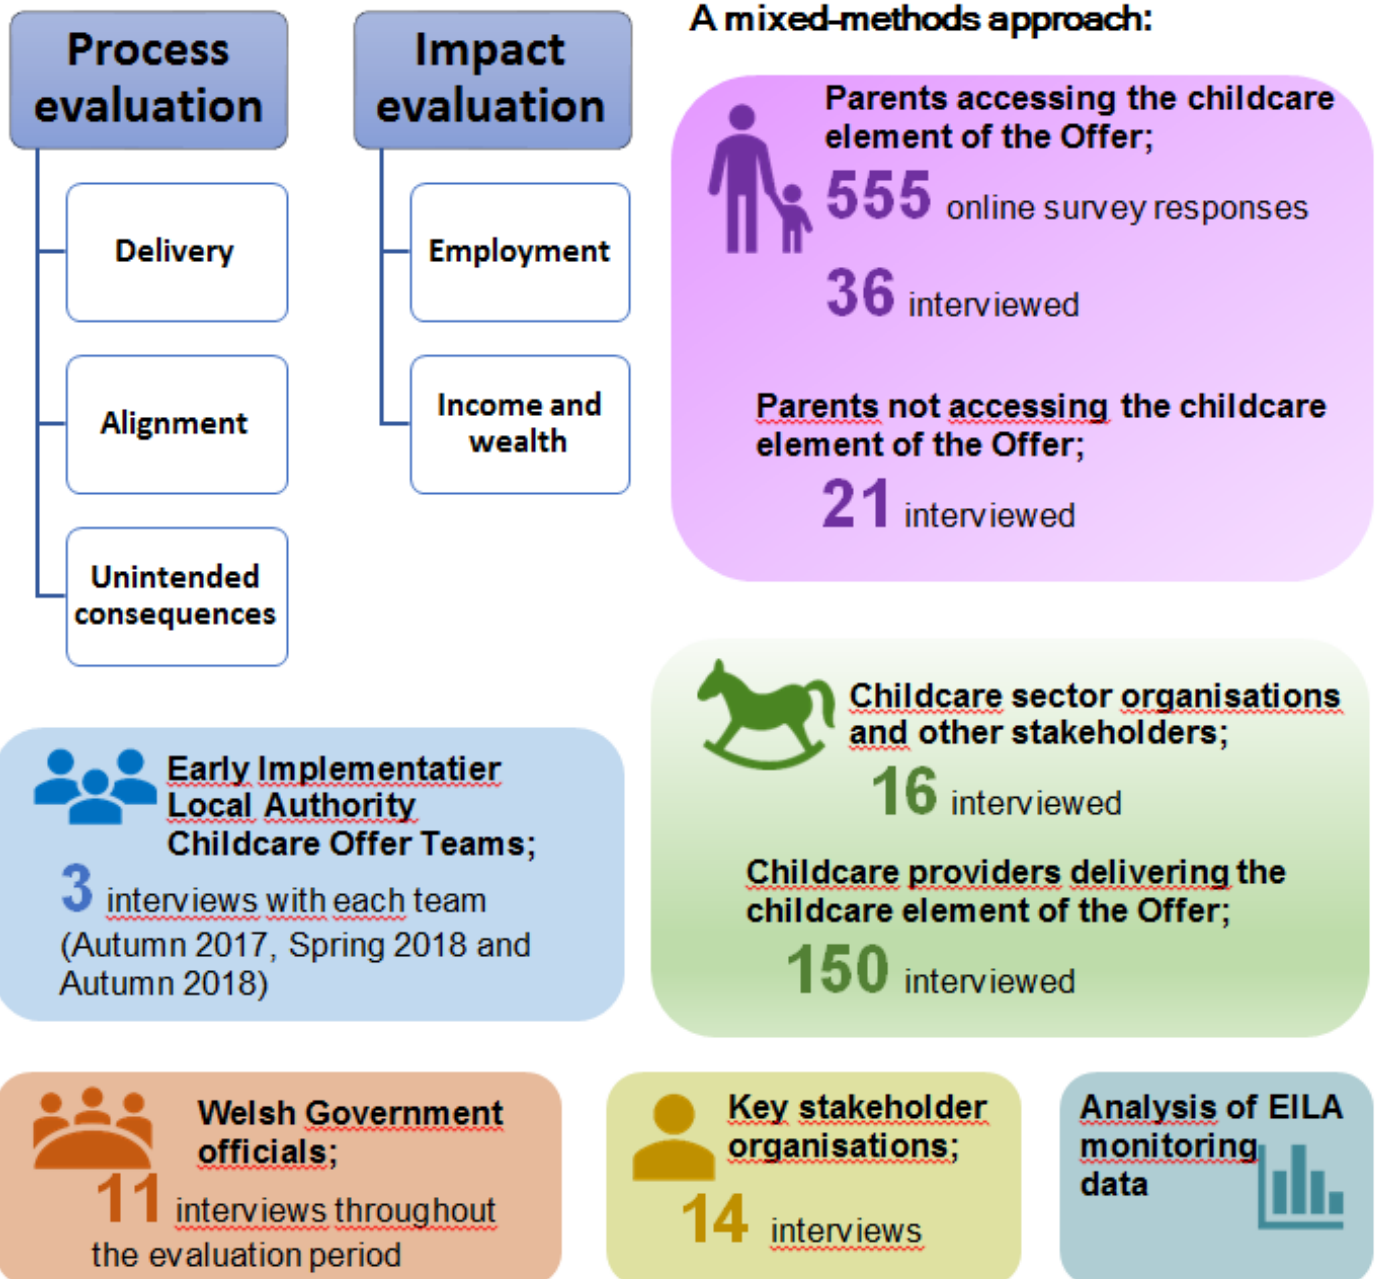 Process
evaluation
Delivery
Alignment
Unintended
consequences
Impact
evaluation
Employment
Income and
wealth
A mixed-methods approach:
Parents accessing the childcare
element of the Offer;
555 online survey responses
36 interviewed
Parents not accessing the childcare
element of the Offer;
21 interviewed
Childcare sector organisations
and other stakeholders;
16 interviewed
Childcare providers delivering the
childcare element of the Offer;
150 interviewed
Early Implementatier
Local Authority
Childcare Offer Teams;
3 interviews with each team
(Autumn 2017, Spring 2018 and
Autumn 2018)
Welsh Government
officials;
11 interviews throughout
the evaluation period
Key stakeholder
organisations;
14 interviews
Analysis of EILA
monitoring
data